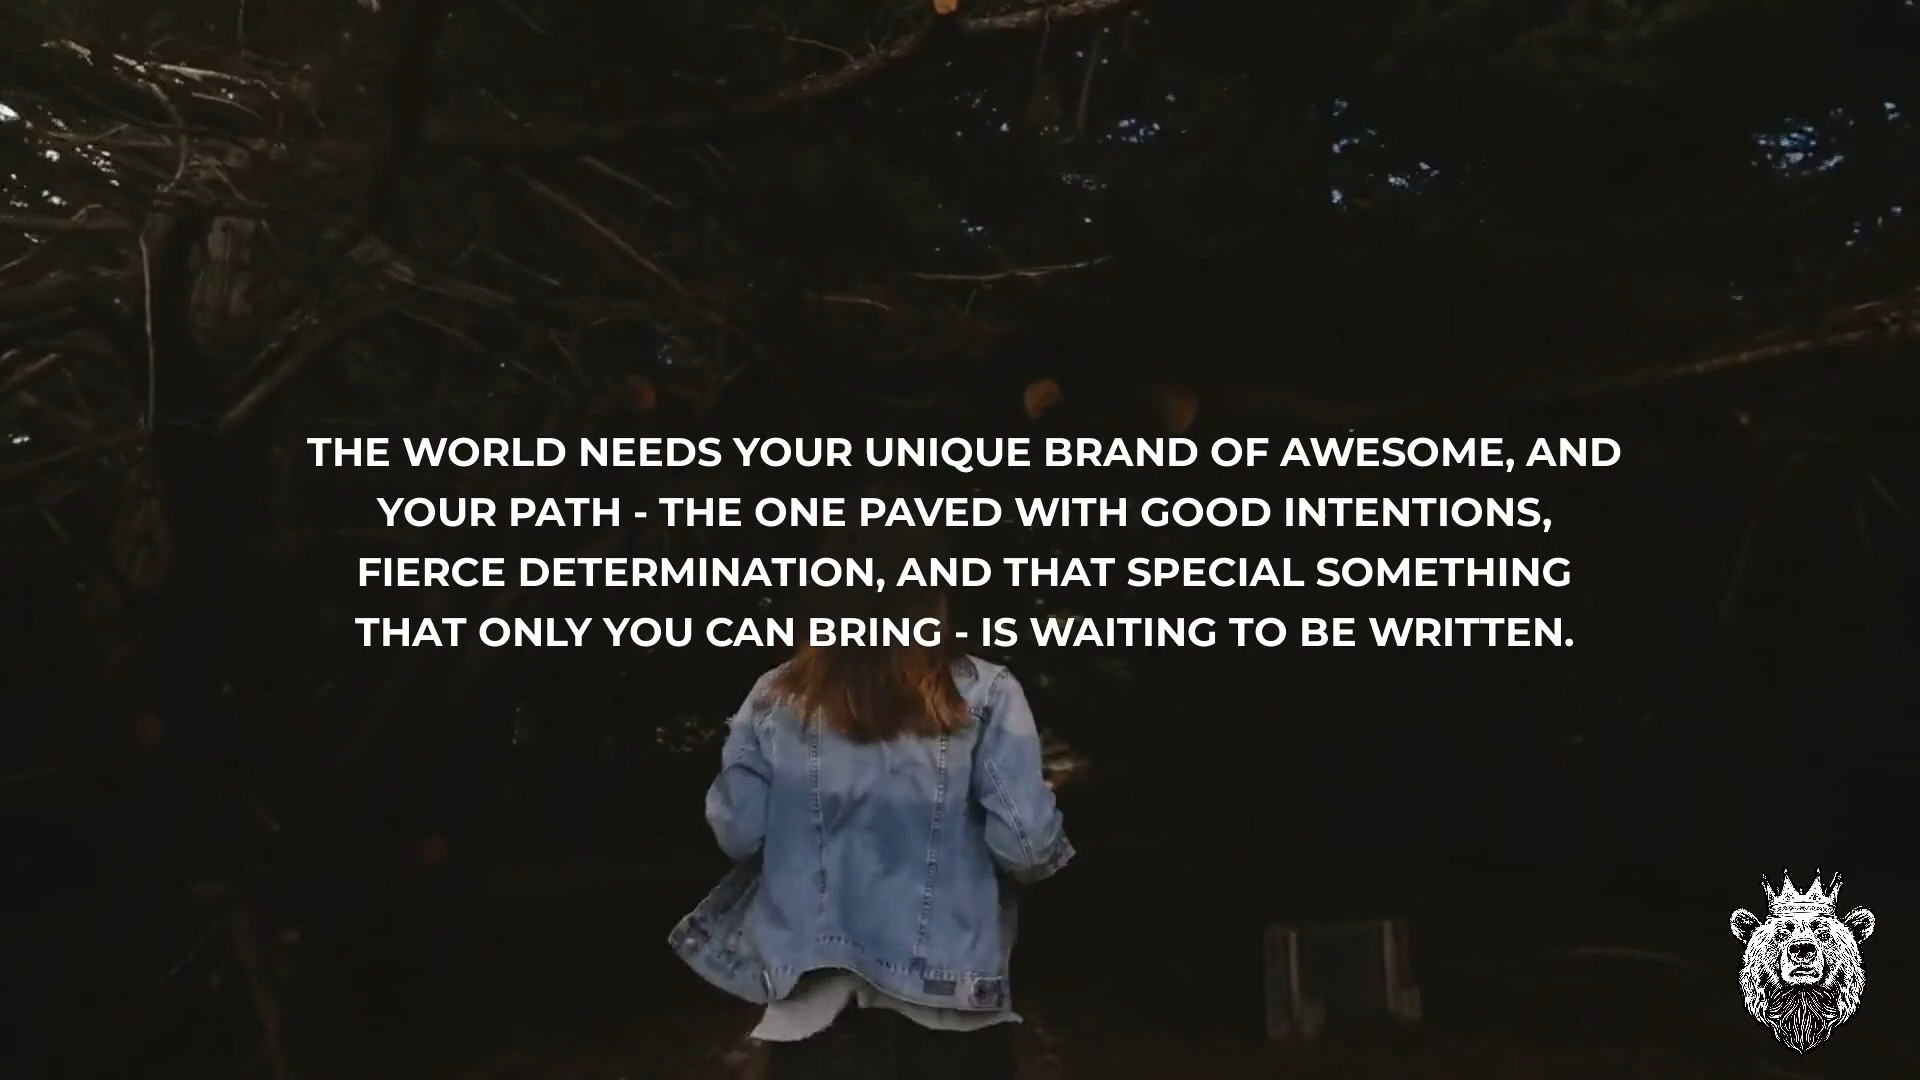 THE WORLD NEEDS YOUR UNIQUE BRAND OF AWESOME, AND
YOUR PATH - THE ONE PAVED WITH GOOD INTENTIONS,
FIERCE DETERMINATION, AND THAT SPECIAL SOMETHING
THAT ONLY YOU CAN BRING - IS WAITING TO BE WRITTEN.